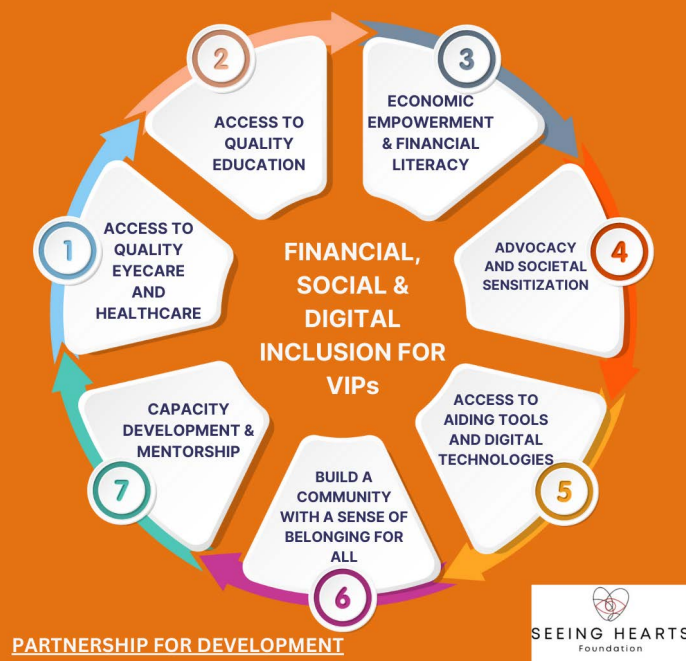 2
ACCESS TO
QUALITY
EDUCATION
3
ECONOMIC
EMPOWERMENT
& FINANCIAL
LITERACY
1
ACCESS TO
QUALITY
EYECARE
AND
HEALTHCARE
FINANCIAL,
SOCIAL &
DIGITAL
INCLUSION FOR
VIPs
4
ADVOCACY
AND SOCIETAL
SENSITIZATION
7
CAPACITY
DEVELOPMENT &
MENTORSHIP
5
ACCESS TO
AIDING TOOLS
AND DIGITAL
TECHNOLOGIES
6
BUILD A
COMMUNITY
WITH A SENSE OF
BELONGING FOR
ALL
PARTNERSHIP FOR DEVELOPMENT
SEEING HEARTS
Foundation